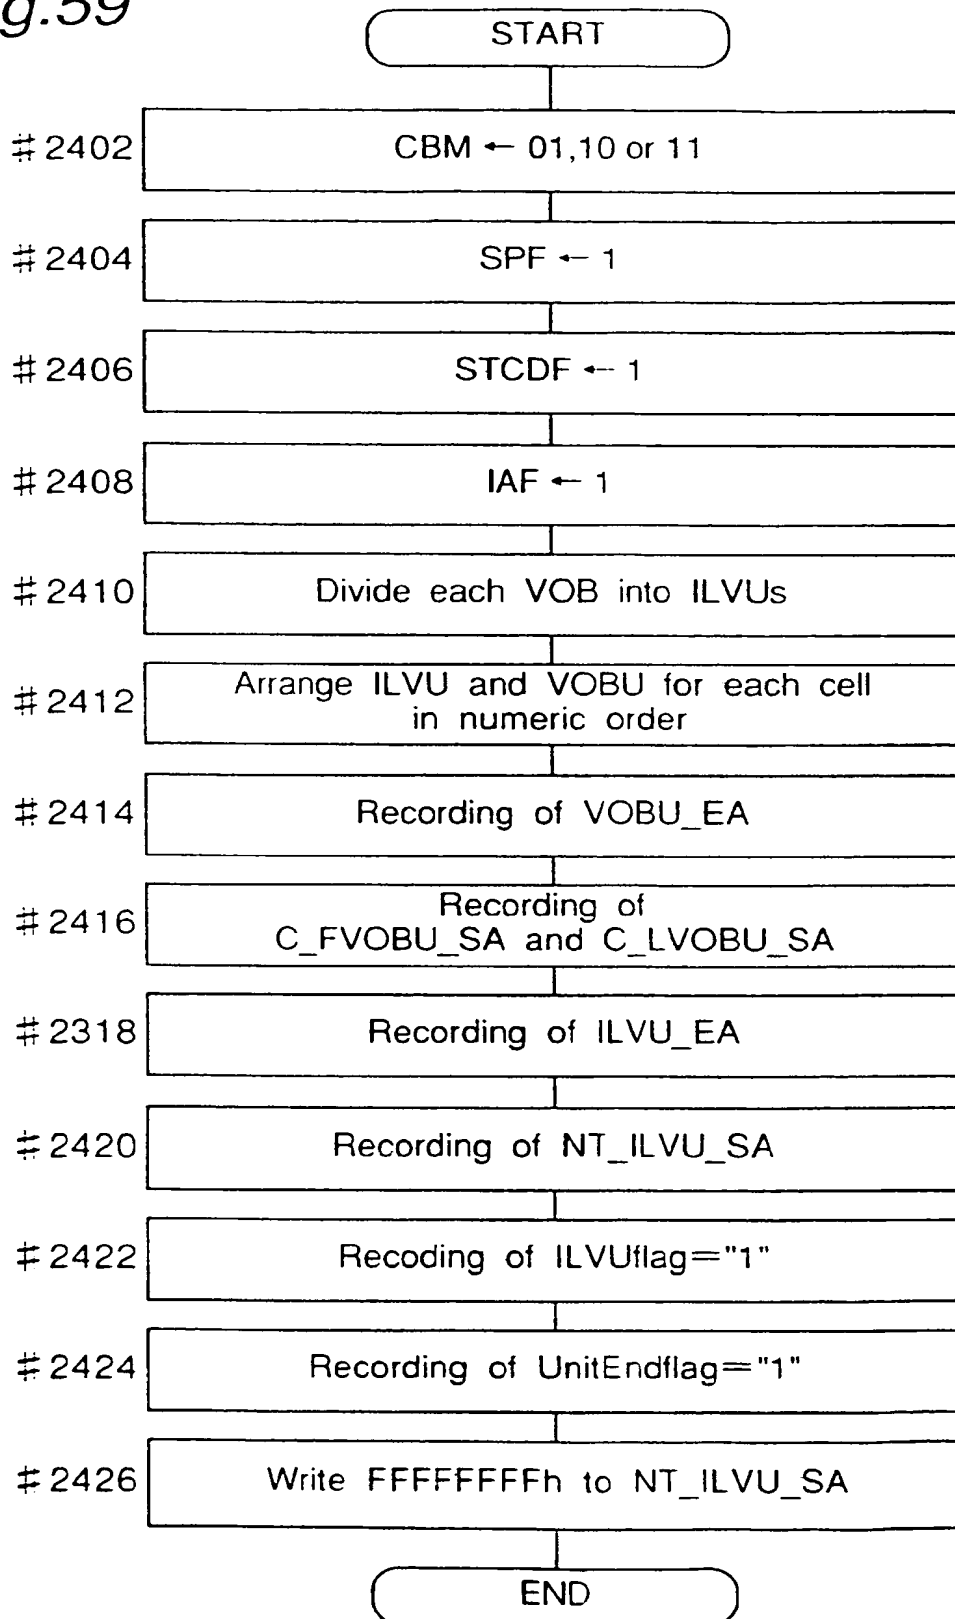 g.59
START
#2402 CBM ← 01,10 or 11
#2404 SPF ← 1
#2406 STCDF ← 1
#2408 IAF ← 1
#2410 Divide each VOB into ILVUs
#2412 Arrange ILVU and VOBU for each cell
in numeric order
#2414 Recording of VOBU_EA
#2416 Recording of
C_FVOBU_SA and C_LVOBU_SA
#2318 Recording of ILVU_EA
#2420 Recording of NT_ILVU_SA
#2422 Recoding of ILVUflag="1"
#2424 Recording of UnitEndflag="1"
#2426 Write FFFFFFFFh to NT_ILVU_SA
END